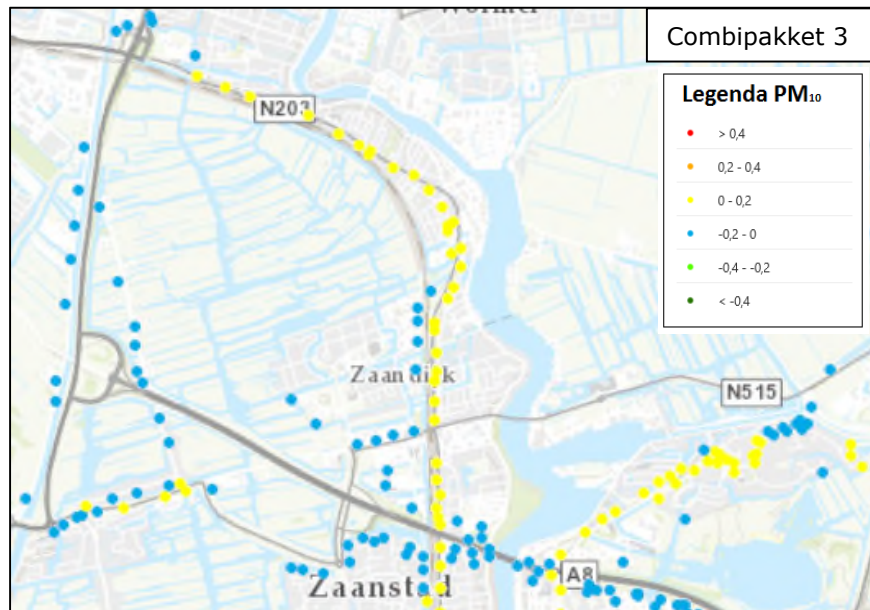 Wormer
Combipakket 3
Legenda PM₁₀
> 0,4
0,2 - 0,4
0 - 0,2
-0,2 - 0
-0,4 - -0,2
< -0,4
N203
Zaandijk
N515
A8
Zaanstad